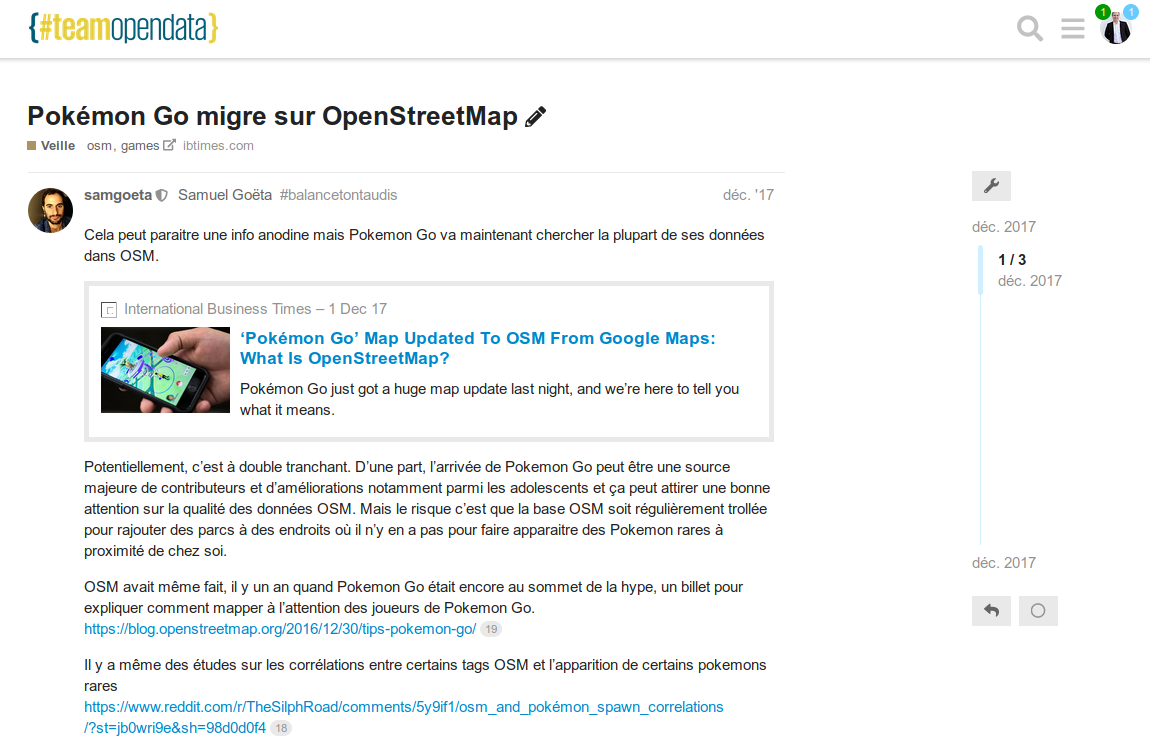 {#teamopendata}
1
1
Pokémon Go migre sur OpenStreetMap
Veille osm, games ibtimes.com
samgoeta Samuel Goëta #balancetontaudis déc. '17
Cela peut paraitre une info anodine mais Pokemon Go va maintenant chercher la plupart de ses données
dans OSM.
International Business Times – 1 Dec 17
‘Pokémon Go’ Map Updated To OSM From Google Maps:
What Is OpenStreetMap?
Pokémon Go just got a huge map update last night, and we’re here to tell you
what it means.
Potentiellement, c’est à double tranchant. D’une part, l’arrivée de Pokemon Go peut être une source
majeure de contributeurs et d’améliorations notamment parmi les adolescents et ça peut attirer une bonne
attention sur la qualité des données OSM. Mais le risque c’est que la base OSM soit régulièrement trollée
pour rajouter des parcs à des endroits où il n’y en a pas pour faire apparaitre des Pokemon rares à
proximité de chez soi.
OSM avait même fait, il y un an quand Pokemon Go était encore au sommet de la hype, un billet pour
expliquer comment mapper à l’attention des joueurs de Pokemon Go.
https://blog.openstreetmap.org/2016/12/30/tips-pokemon-go/ 19
Il y a même des études sur les corrélations entre certains tags OSM et l’apparition de certains pokemons
rares
https://www.reddit.com/r/TheSilphRoad/comments/5y9if1/osm_and_pokémon_spawn_correlations
/?st=jb0wri9e&sh=98d0d0f4 18
déc. 2017
1 / 3
déc. 2017
déc. 2017